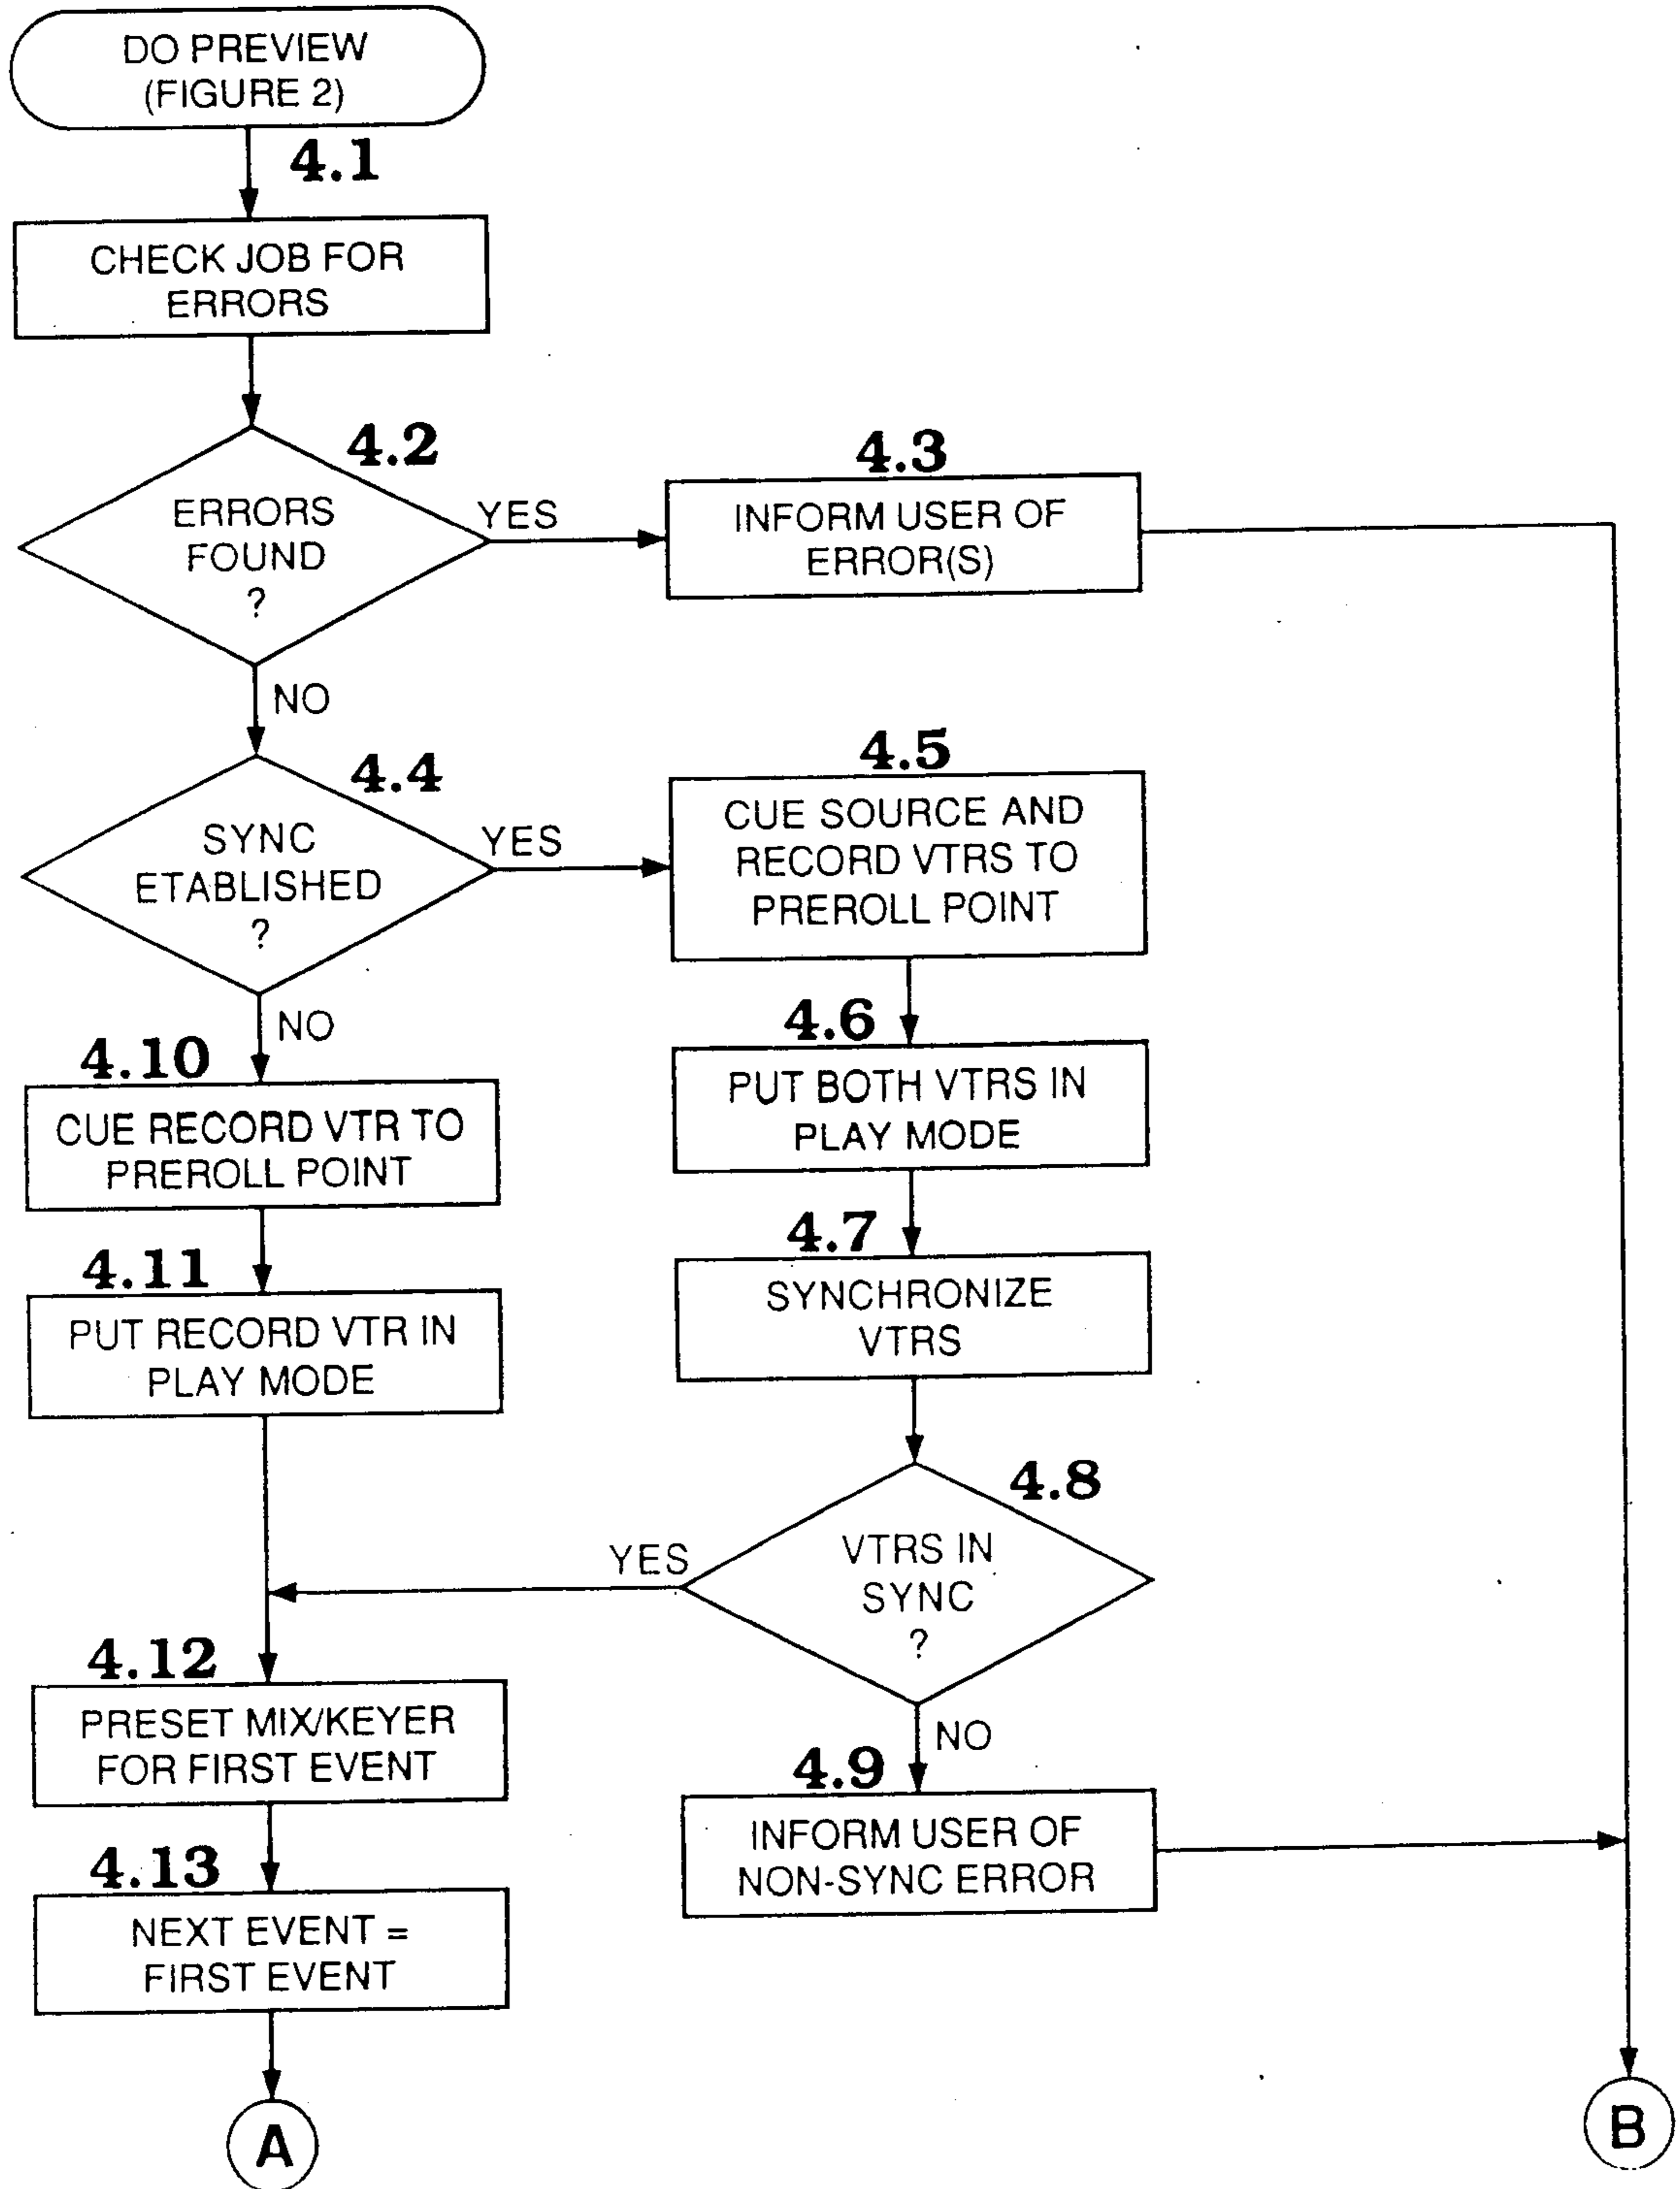 DO PREVIEW
(FIGURE 2)
4.1
CHECK JOB FOR
ERRORS
4.2
ERRORS
FOUND
?
YES
4.3
INFORM USER OF
ERROR(S)
NO
4.4
SYNC
ETABLISHED
?
YES
4.5
CUE SOURCE AND
RECORD VTRS TO
PREROLL POINT
NO
4.6
PUT BOTH VTRS IN
PLAY MODE
4.10
CUE RECORD VTR TO
PREROLL POINT
4.7
SYNCHRONIZE
VTRS
4.11
PUT RECORD VTR IN
PLAY MODE
4.8
VTRS IN
SYNC
?
YES
NO
4.12
PRESET MIX/KEYER
FOR FIRST EVENT
4.9
INFORM USER OF
NON-SYNC ERROR
4.13
NEXT EVENT =
FIRST EVENT
A
B